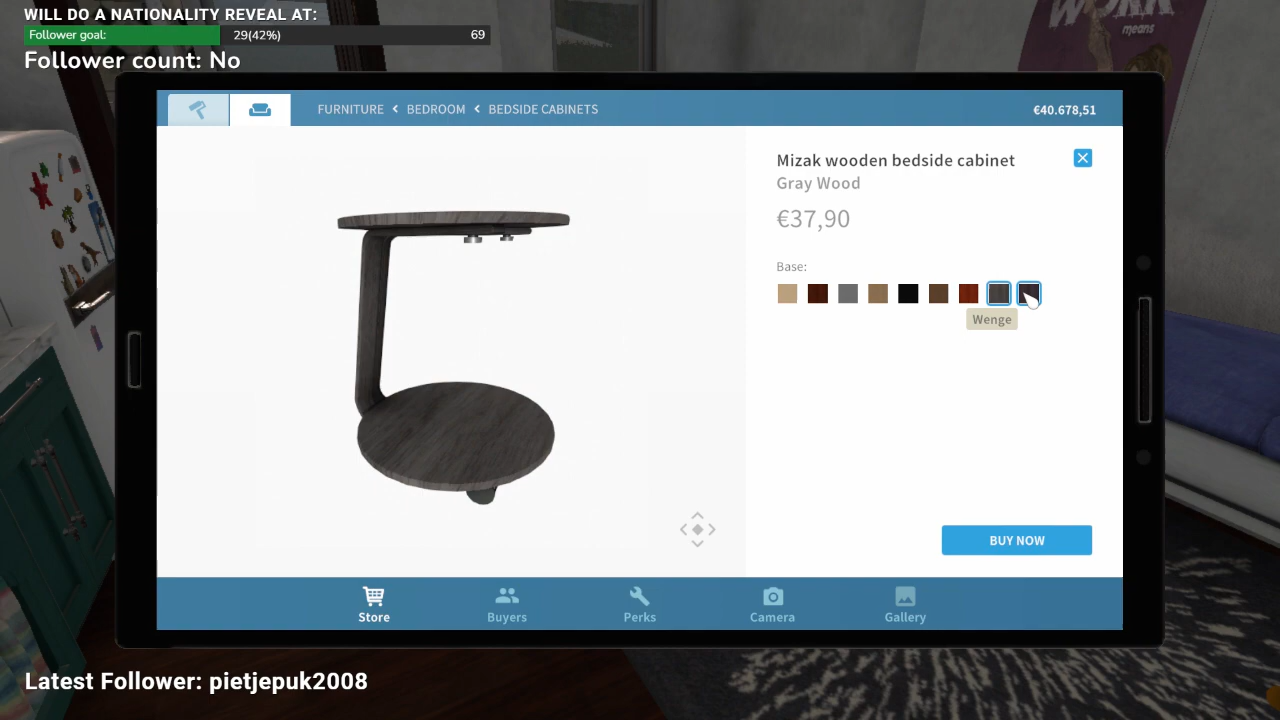 WILL DO A NATIONALITY REVEAL AT:
Follower goal: 29(42%) 69
Follower count: No
WORK
means
FURNITURE < BEDROOM < BEDSIDE CABINETS
€40.678,51
Mizak wooden bedside cabinet
Gray Wood
€37,90
Base:
Wenge
BUY NOW
Store Buyers Perks Camera Gallery
Latest Follower: pietjepuk2008